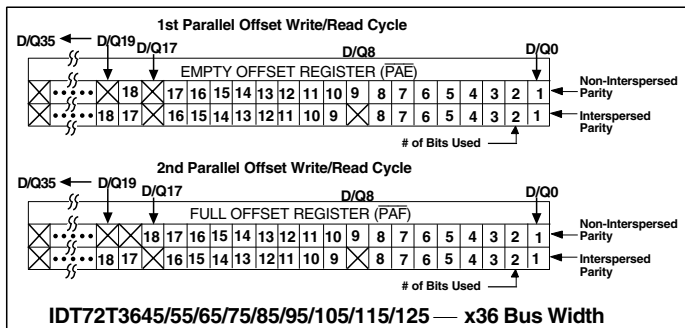 1st Parallel Offset Write/Read Cycle
D/Q35 D/Q19 D/Q17 D/Q8 D/Q0
EMPTY OFFSET REGISTER (PAE)
18 17 16 15 14 13 12 11 10 9 8 7 6 5 4 3 2 1 Non-Interspersed Parity
18 17 16 15 14 13 12 11 10 9 8 7 6 5 4 3 2 1 Interspersed Parity
# of Bits Used
2nd Parallel Offset Write/Read Cycle
D/Q35 D/Q19 D/Q17 D/Q8 D/Q0
FULL OFFSET REGISTER (PAF)
18 17 16 15 14 13 12 11 10 9 8 7 6 5 4 3 2 1 Non-Interspersed Parity
18 17 16 15 14 13 12 11 10 9 8 7 6 5 4 3 2 1 Interspersed Parity
# of Bits Used
IDT72T3645/55/65/75/85/95/105/115/125 — x36 Bus Width